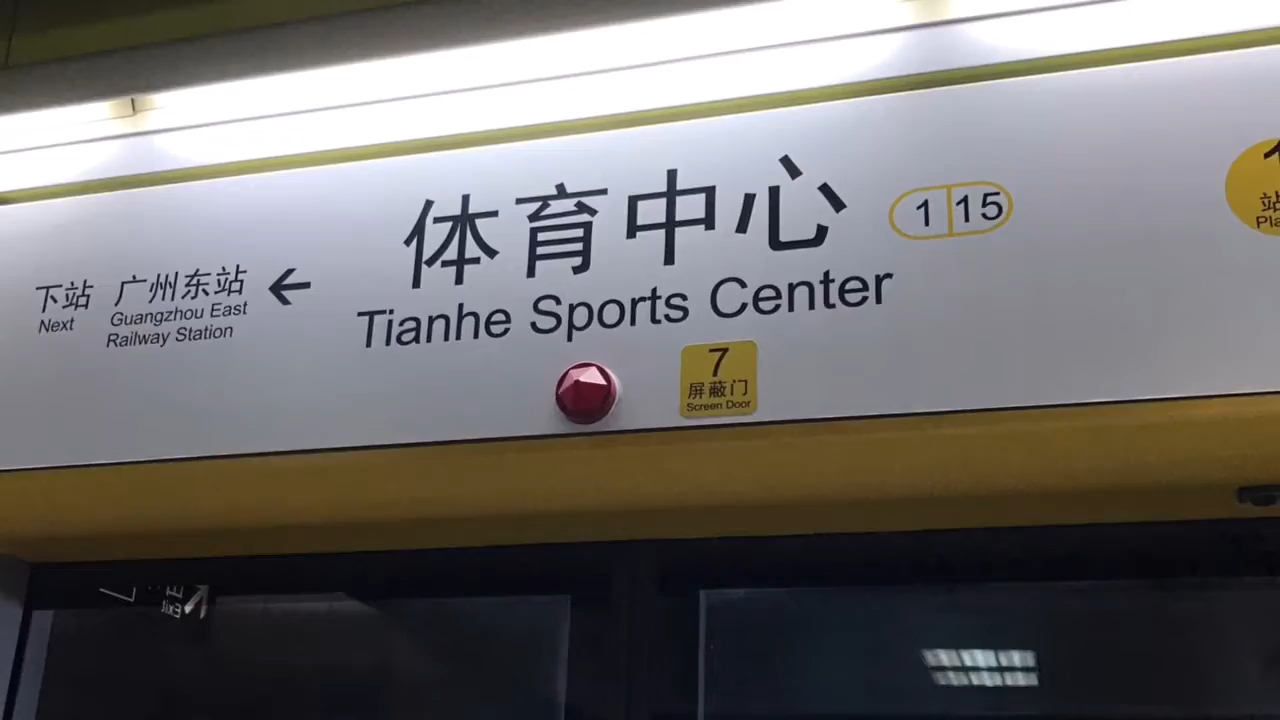 体育中心
Tianhe Sports Center
1 15
下站 广州东站 ←
Next Guangzhou East
Railway Station
7
屏蔽门
Screen Door
站